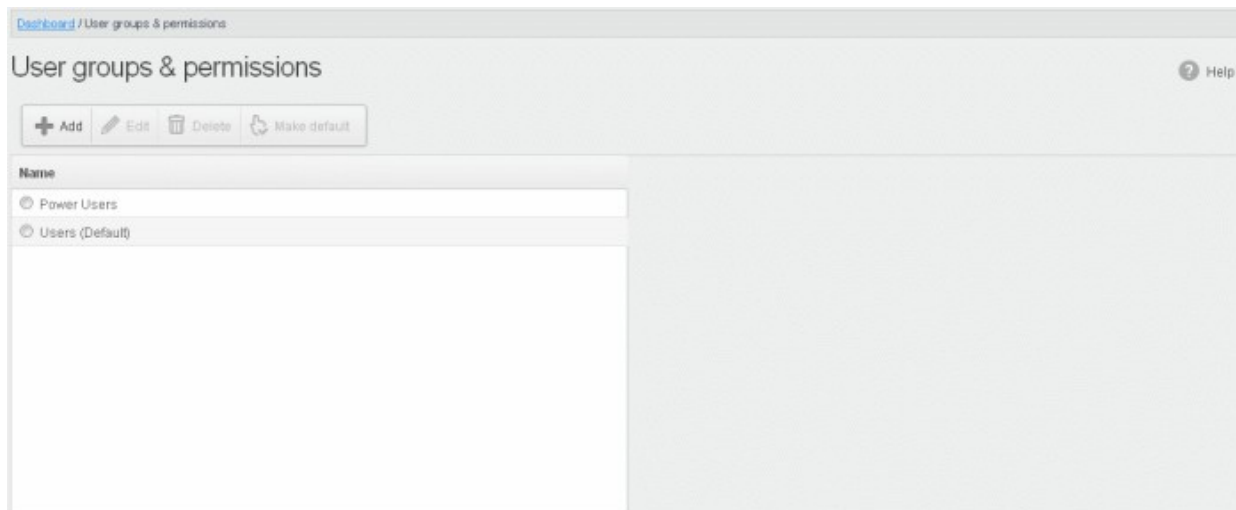 Dashboard / User groups & permissions
User groups & permissions
Help
Add Edit Delete Make default
Name
Power Users
Users (Default)